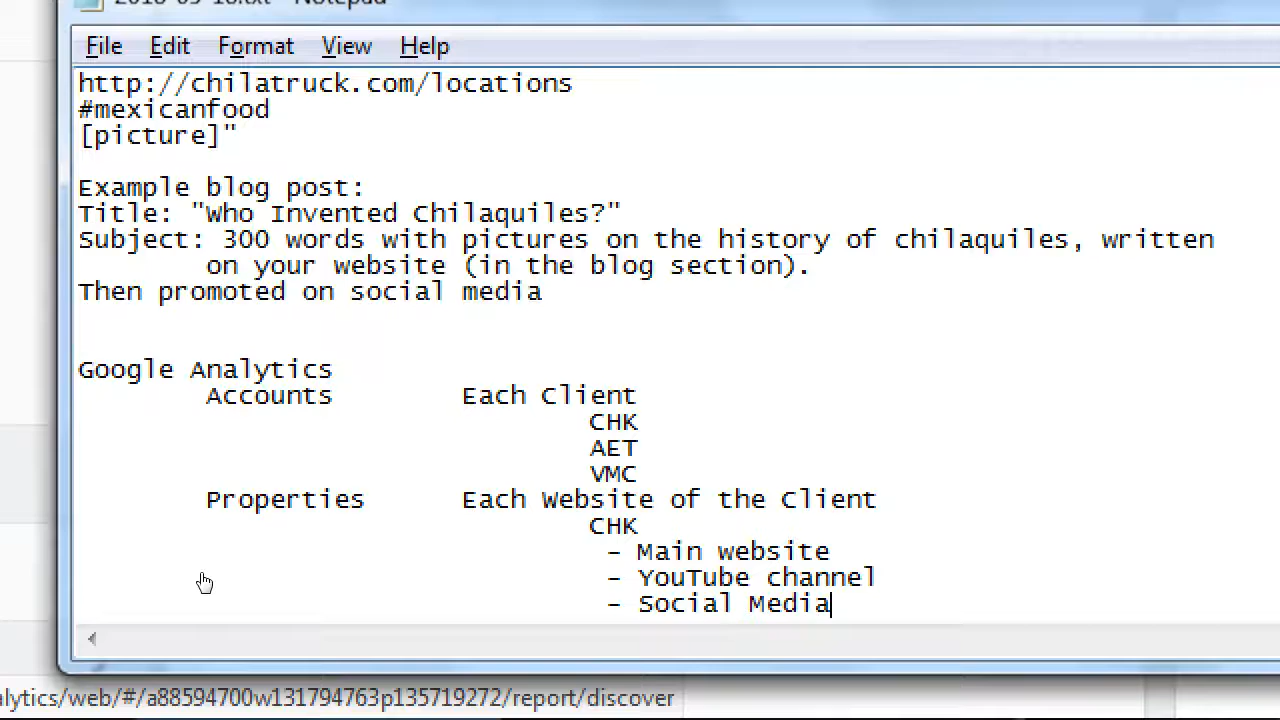 File Edit Format View Help
http://chilatruck.com/locations
#mexicanfood
[picture]"
Example blog post:
Title: "Who Invented Chilaquiles?"
Subject: 300 words with pictures on the history of chilaquiles, written
on your website (in the blog section).
Then promoted on social media
Google Analytics
Accounts Each Client
CHK
AET
VMC
Properties Each Website of the Client
CHK
- Main website
- YouTube channel
- Social Media
alytics/web/#/a88594700w131794763p135719272/report/discover